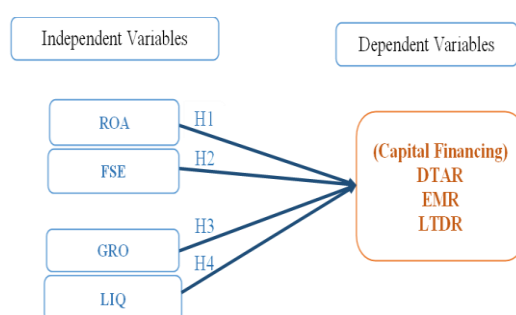 Independent Variables
Dependent Variables
ROA
H1
FSE
H2
(Capital Financing)
DTAR
EMR
LTDR
GRO
H3
LIQ
H4